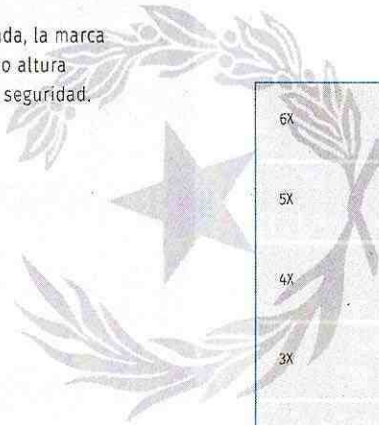 da, la marca
o altura
seguridad.
6X
5X
4X
3X